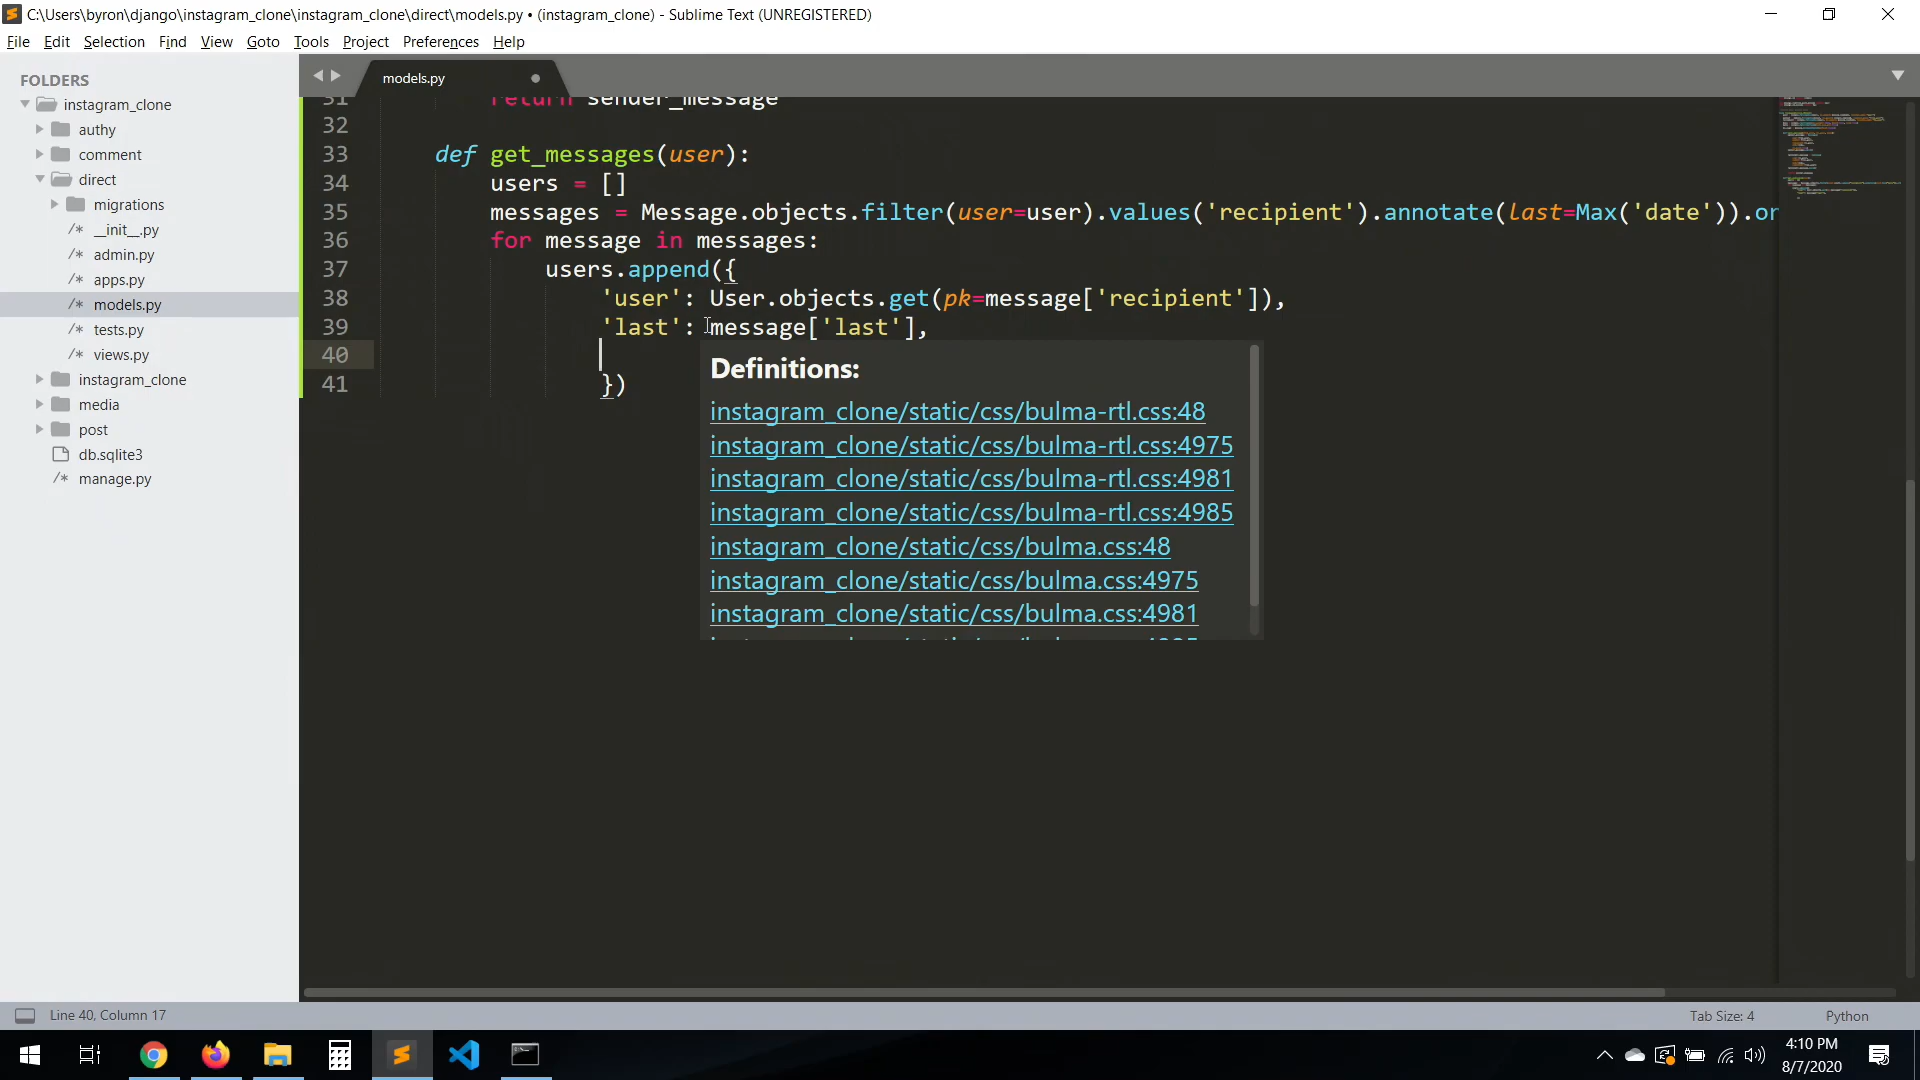 C:\Users\byron\django\instagram_clone\instagram_clone\direct\models.py • (instagram_clone) - Sublime Text (UNREGISTERED)
File Edit Selection Find View Goto Tools Project Preferences Help
FOLDERS
instagram_clone
authy
comment
direct
migrations
/* __init__.py
/* admin.py
/* apps.py
/* models.py
/* tests.py
/* views.py
instagram_clone
media
post
db.sqlite3
/* manage.py
models.py
31 return sender_message
32
33 def get_messages(user):
34 users = []
35 messages = Message.objects.filter(user=user).values('recipient').annotate(last=Max('date')).or
36 for message in messages:
37 users.append({
38 'user': User.objects.get(pk=message['recipient']),
39 'last': message['last'],
40
41 })
Definitions:
instagram_clone/static/css/bulma-rtl.css:48
instagram_clone/static/css/bulma-rtl.css:4975
instagram_clone/static/css/bulma-rtl.css:4981
instagram_clone/static/css/bulma-rtl.css:4985
instagram_clone/static/css/bulma.css:48
instagram_clone/static/css/bulma.css:4975
instagram_clone/static/css/bulma.css:4981
Line 40, Column 17
Tab Size: 4
Python
4:10 PM
8/7/2020